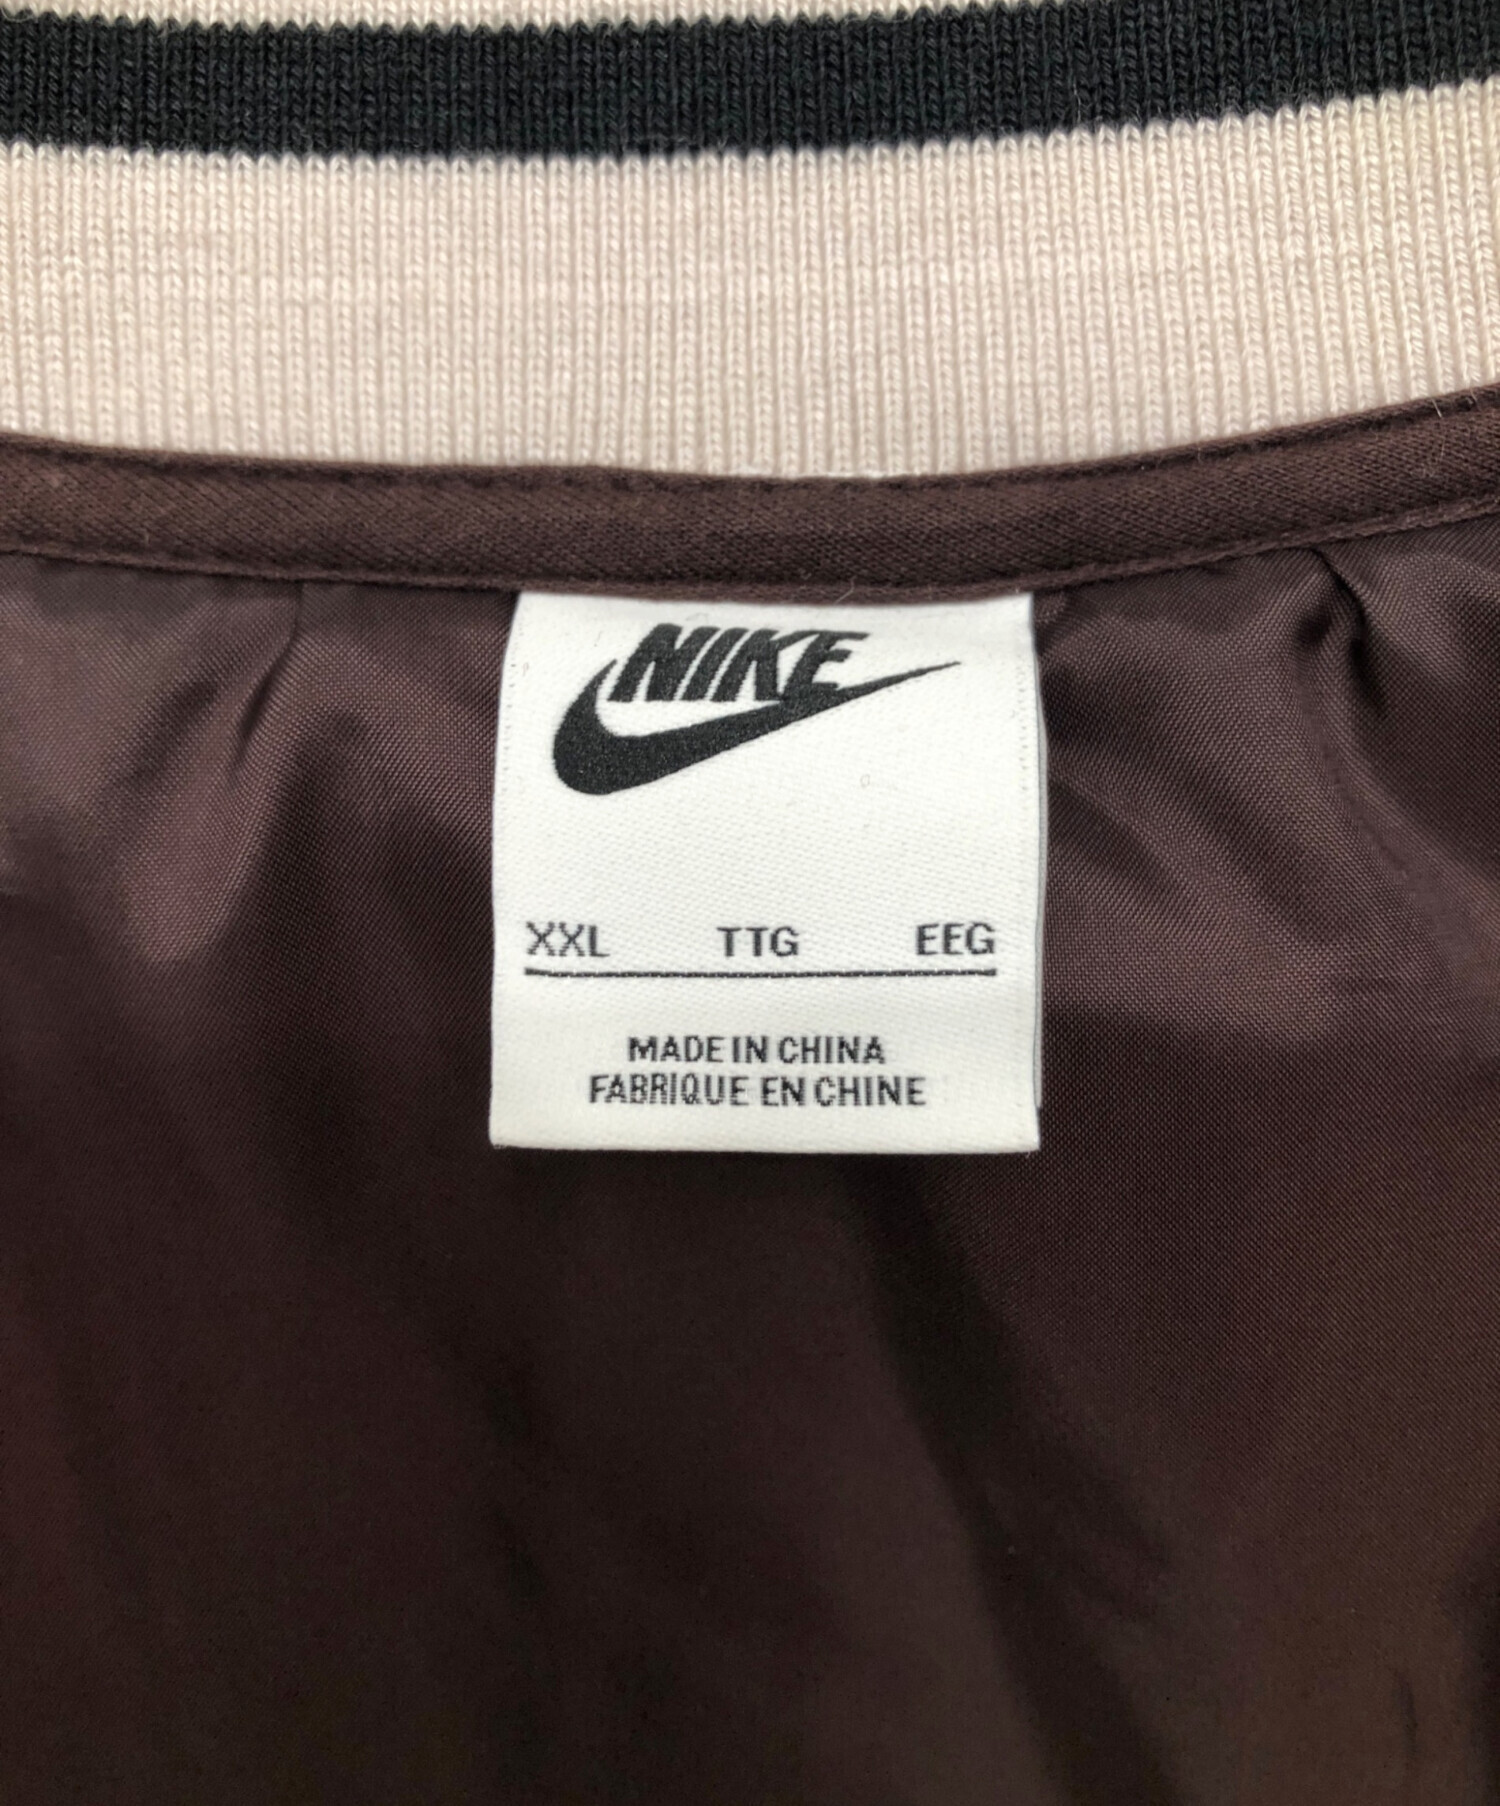 NIKE
XXL TTG EEG
MADE IN CHINA
FABRIQUE EN CHINE